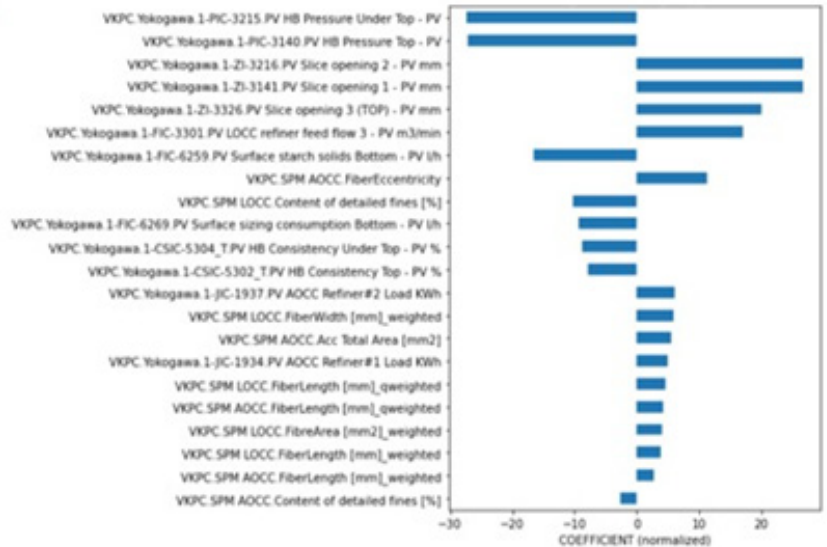 VKPC.Yokogawa.1-PIC-3215.PV HB Pressure Under Top - PV
VKPC.Yokogawa.1-PIC-3140.PV HB Pressure Top - PV
VKPC.Yokogawa.1-ZI-3216.PV Slice opening 2 - PV mm
VKPC.Yokogawa.1-ZI-3141.PV Slice opening 1 - PV mm
VKPC.Yokogawa.1-ZI-3326.PV Slice opening 3 (TOP) - PV mm
VKPC.Yokogawa.1-FIC-3301.PV LOCC refiner feed flow 3 - PV m3/min
VKPC.Yokogawa.1-FIC-6259.PV Surface starch solids Bottom - PV l/h
VKPC.SPM AOCC.FiberEccentricity
VKPC.SPM LOCC.Content of detailed fines [%]
VKPC.Yokogawa.1-FIC-6269.PV Surface sizing consumption Bottom - PV l/h
VKPC.Yokogawa.1-CSIC-5304_T.PV HB Consistency Under Top - PV %
VKPC.Yokogawa.1-CSIC-5302_T.PV HB Consistency Top - PV %
VKPC.Yokogawa.1-JIC-1937.PV AOCC Refiner#2 Load KWh
VKPC.SPM LOCC.FiberWidth [mm]_weighted
VKPC.SPM AOCC.Acc Total Area [mm2]
VKPC.Yokogawa.1-JIC-1934.PV AOCC Refiner#1 Load KWh
VKPC.SPM LOCC.FiberLength [mm]_qweighted
VKPC.SPM AOCC.FiberLength [mm]_qweighted
VKPC.SPM LOCC.FibreArea [mm2]_weighted
VKPC.SPM LOCC.FiberLength [mm]_weighted
VKPC.SPM AOCC.FiberLength [mm]_weighted
VKPC.SPM AOCC.Content of detailed fines [%]
−30 −20 −10 0 10 20
COEFFICIENT (normalized)